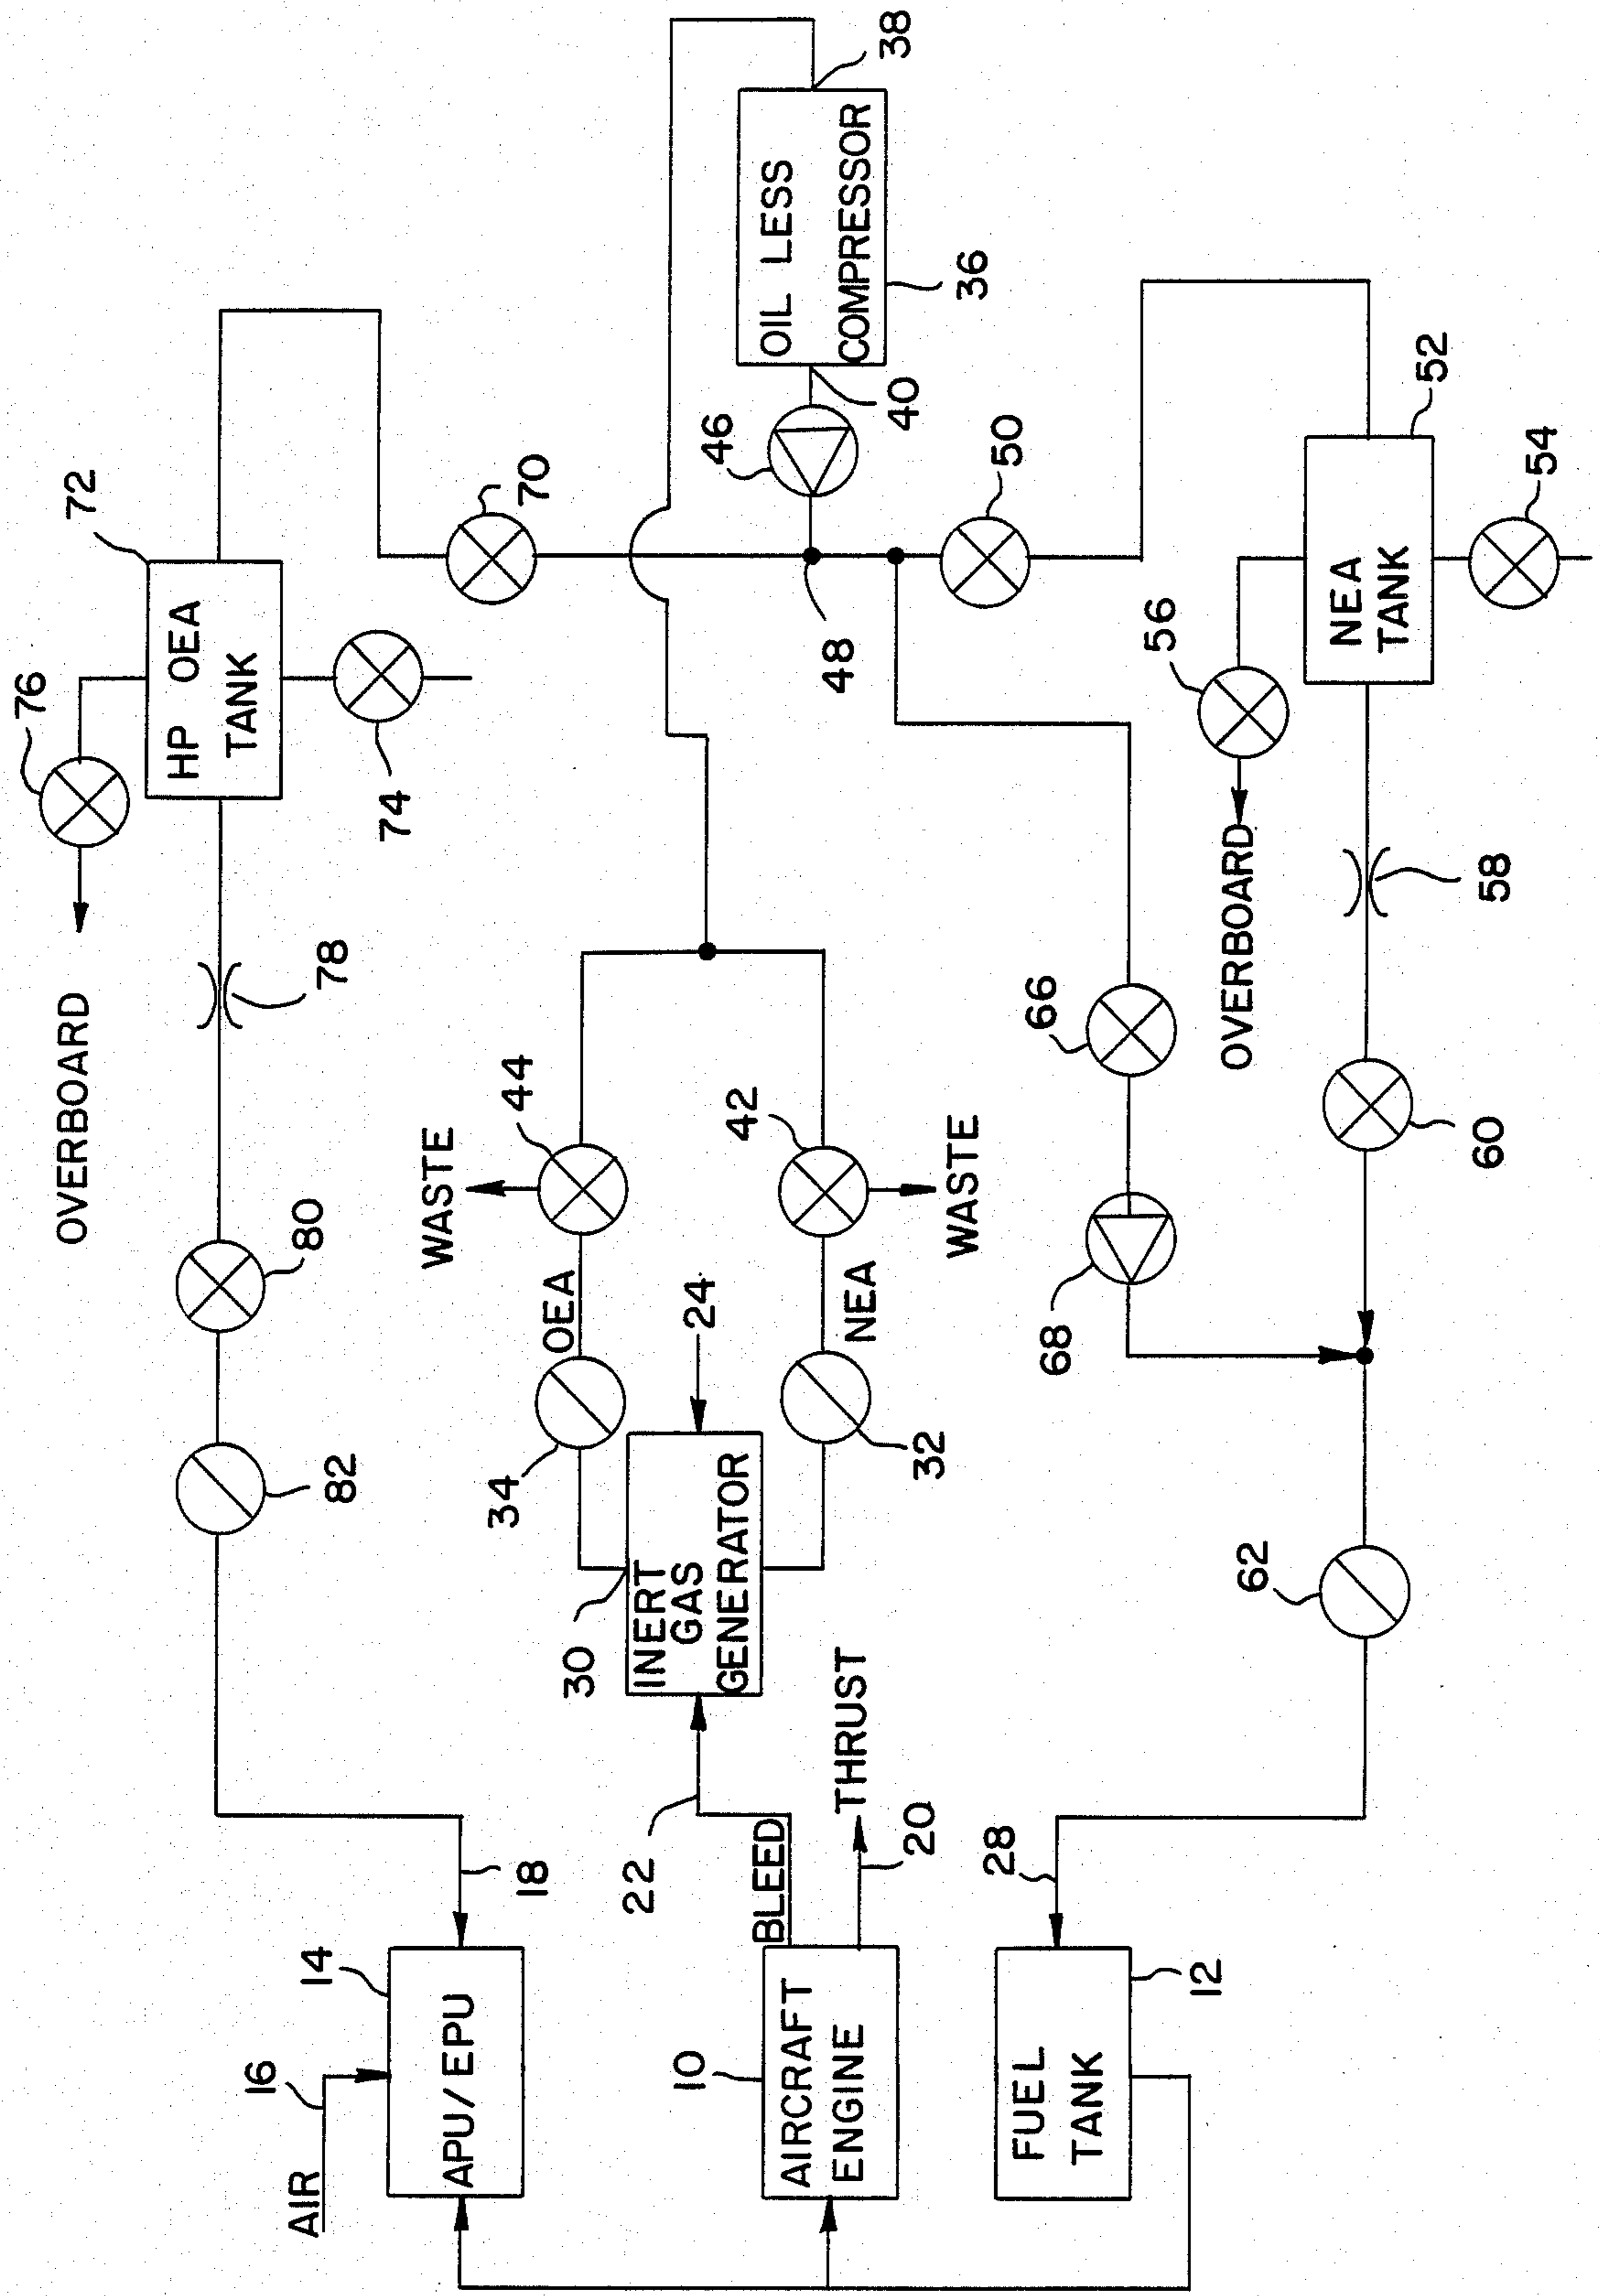 76
72
OVERBOARD
HP OEA
TANK
16
AIR
80
78
14
82
74
WASTE
APU/EPU
34
44
18
70
OEA
30
22
INERT
GAS
GENERATOR
24
10
46
42
BLEED
AIRCRAFT
ENGINE
THRUST
OIL LESS
COMPRESSOR
38
48
NEA
40
20
32
WASTE
36
28
50
FUEL
TANK
66
68
56
12
OVERBOARD
62
NEA
TANK
52
60
58
54